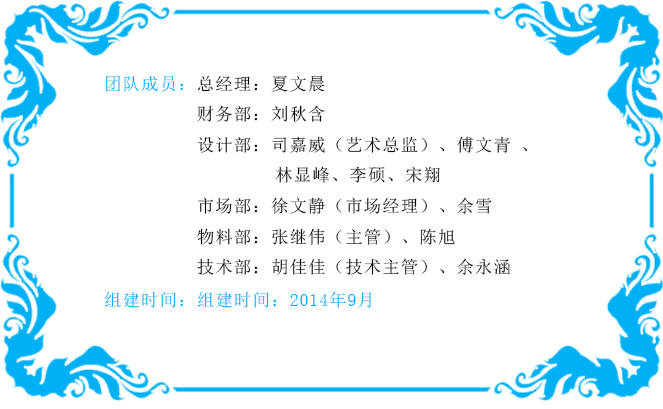 团队成员：总经理：夏文晨
财务部：刘秋含
设计部：司嘉威（艺术总监）、傅文青 、
林显峰、李硕、宋翔
市场部：徐文静（市场经理）、余雪
物料部：张继伟（主管）、陈旭
技术部：胡佳佳（技术主管）、余永涵
组建时间：组建时间：2014年9月